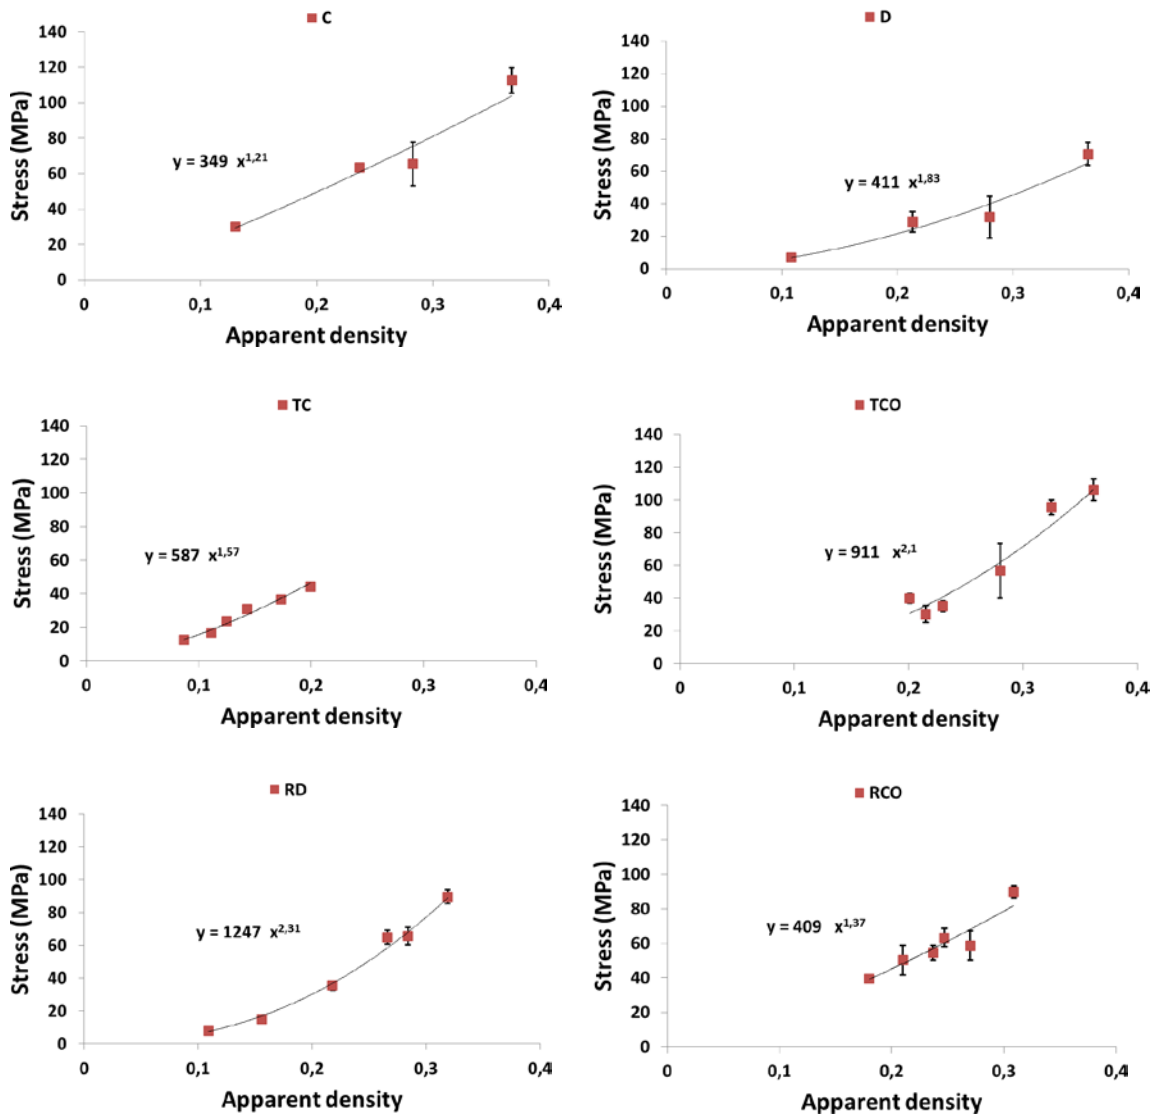 C
140
120
100
80
60
40
20
0
Stress (MPa)
y = 349 x^1,21
0 0,1 0,2 0,3 0,4
Apparent density
D
140
120
100
80
60
40
20
0
Stress (MPa)
y = 411 x^1,83
0 0,1 0,2 0,3 0,4
Apparent density
TC
140
120
100
80
60
40
20
0
Stress (MPa)
y = 587 x^1,57
0 0,1 0,2 0,3 0,4
Apparent density
TCO
140
120
100
80
60
40
20
0
Stress (MPa)
y = 911 x^2,1
0 0,1 0,2 0,3 0,4
Apparent density
RD
140
120
100
80
60
40
20
0
Stress (MPa)
y = 1247 x^2,31
0 0,1 0,2 0,3 0,4
Apparent density
RCO
140
120
100
80
60
40
20
0
Stress (MPa)
y = 409 x^1,37
0 0,1 0,2 0,3 0,4
Apparent density